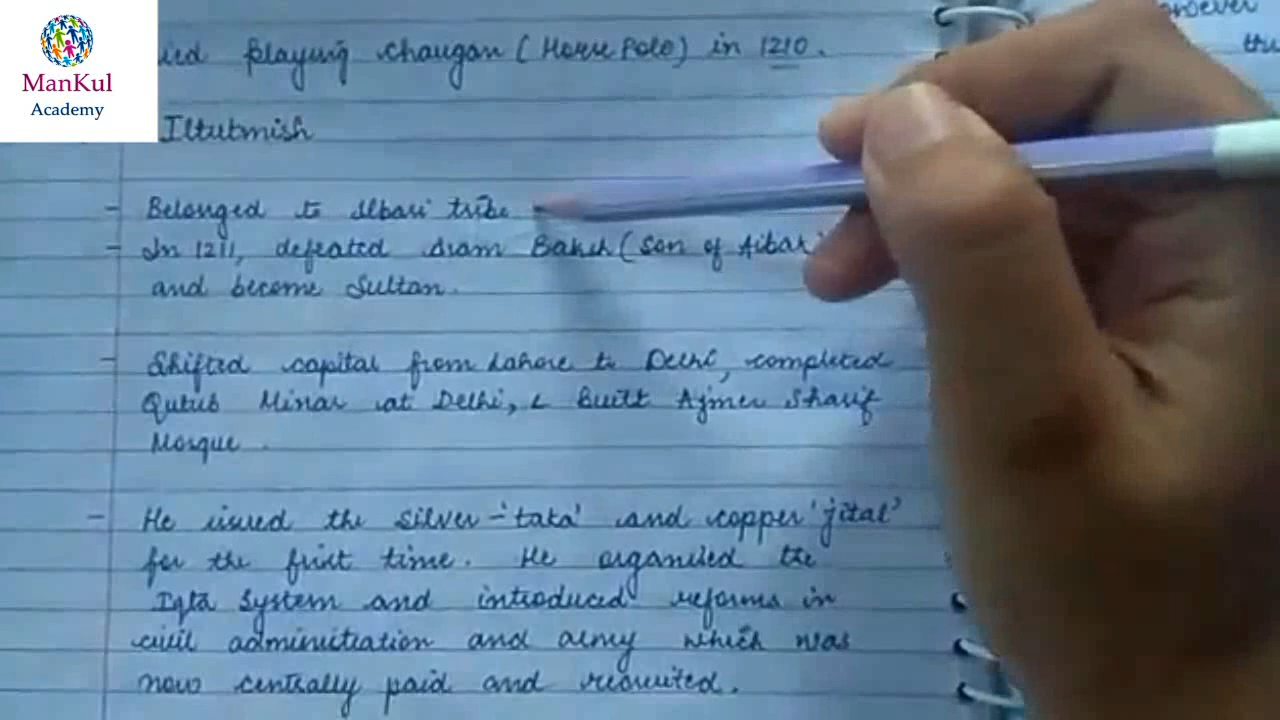 ManKul
Academy
playing chaugan (Horse Polo) in 1210.
Iltutmish
- Belonged to Ilbari tribe
- In 1211, defeated Aram Baksh (son of Aibak
and become Sultan.
- Shifted capital from Lahore to Delhi, completed
Qutub Minar at Delhi, & Built Ajmer Sharif
Mosque.
- He issued the silver - 'taka' and copper 'jital'
for the first time. He organised the
Iqta System and introduced reforms in
civil administration and army which was
now centrally paid and recruited.